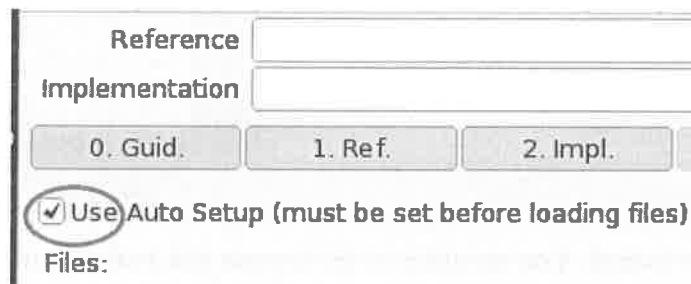 Reference
Implementation
0. Guid. 1. Ref. 2. Impl.
Use Auto Setup (must be set before loading files)
Files: